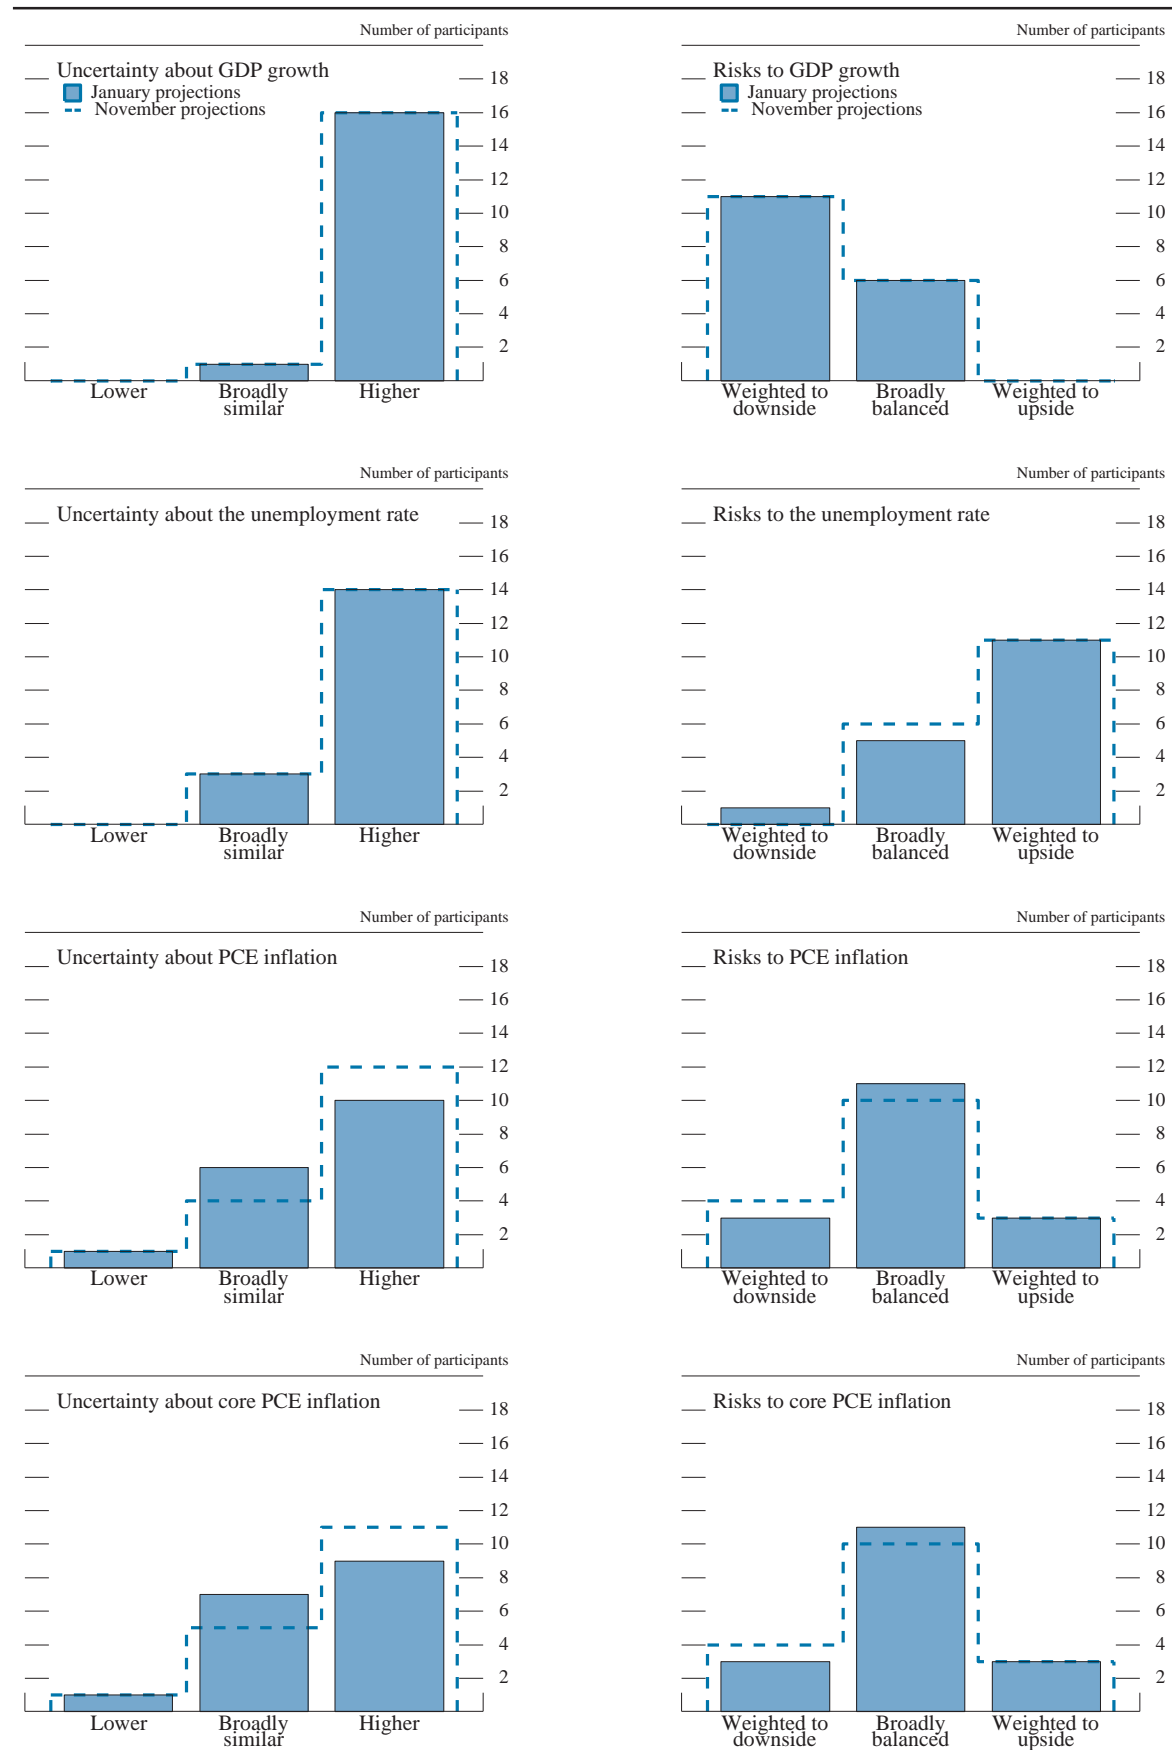 Number of participants
Uncertainty about GDP growth
January projections
November projections
18
16
14
12
10
8
6
4
2
Lower
Broadly
similar
Higher
Number of participants
Risks to GDP growth
January projections
November projections
18
16
14
12
10
8
6
4
2
Weighted to
downside
Broadly
balanced
Weighted to
upside
Number of participants
Uncertainty about the unemployment rate
18
16
14
12
10
8
6
4
2
Lower
Broadly
similar
Higher
Number of participants
Risks to the unemployment rate
18
16
14
12
10
8
6
4
2
Weighted to
downside
Broadly
balanced
Weighted to
upside
Number of participants
Uncertainty about PCE inflation
18
16
14
12
10
8
6
4
2
Lower
Broadly
similar
Higher
Number of participants
Risks to PCE inflation
18
16
14
12
10
8
6
4
2
Weighted to
downside
Broadly
balanced
Weighted to
upside
Number of participants
Uncertainty about core PCE inflation
18
16
14
12
10
8
6
4
2
Lower
Broadly
similar
Higher
Number of participants
Risks to core PCE inflation
18
16
14
12
10
8
6
4
2
Weighted to
downside
Broadly
balanced
Weighted to
upside